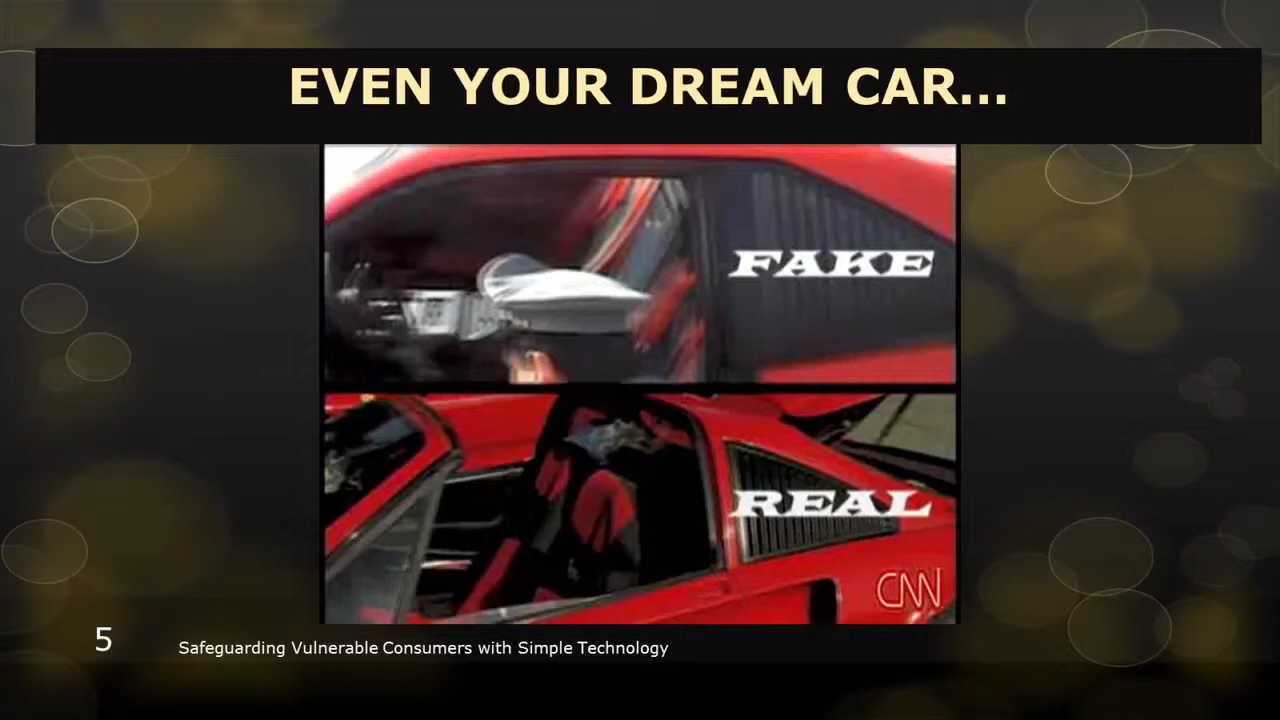 EVEN YOUR DREAM CAR...
FAKE
REAL
CNN
5
Safeguarding Vulnerable Consumers with Simple Technology